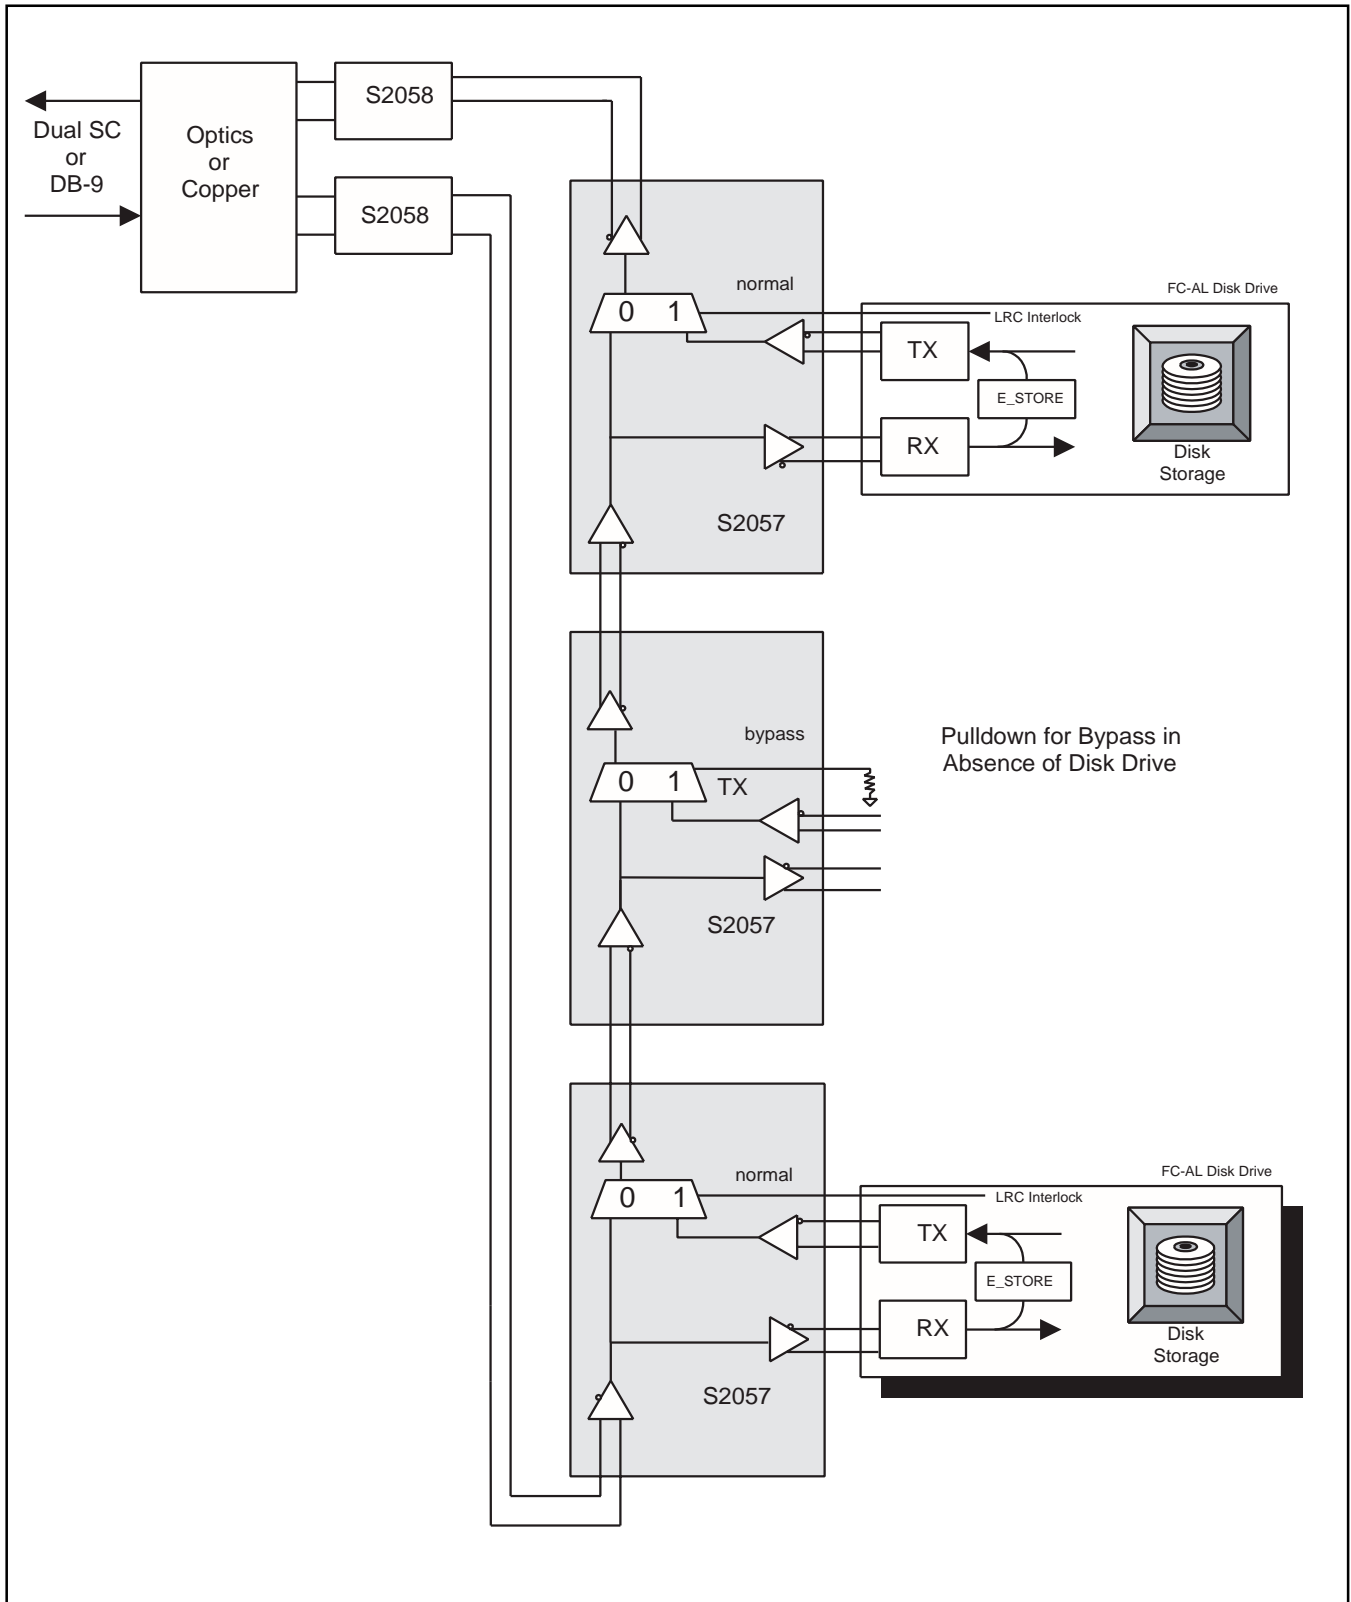 S2058
Dual SC
or
DB-9
Optics
or
Copper
S2058
normal
FC-AL Disk Drive
0 1
LRC Interlock
TX
E_STORE
RX
Disk
Storage
S2057
bypass
Pulldown for Bypass in
Absence of Disk Drive
0 1
TX
S2057
normal
FC-AL Disk Drive
0 1
LRC Interlock
TX
E_STORE
RX
Disk
Storage
S2057